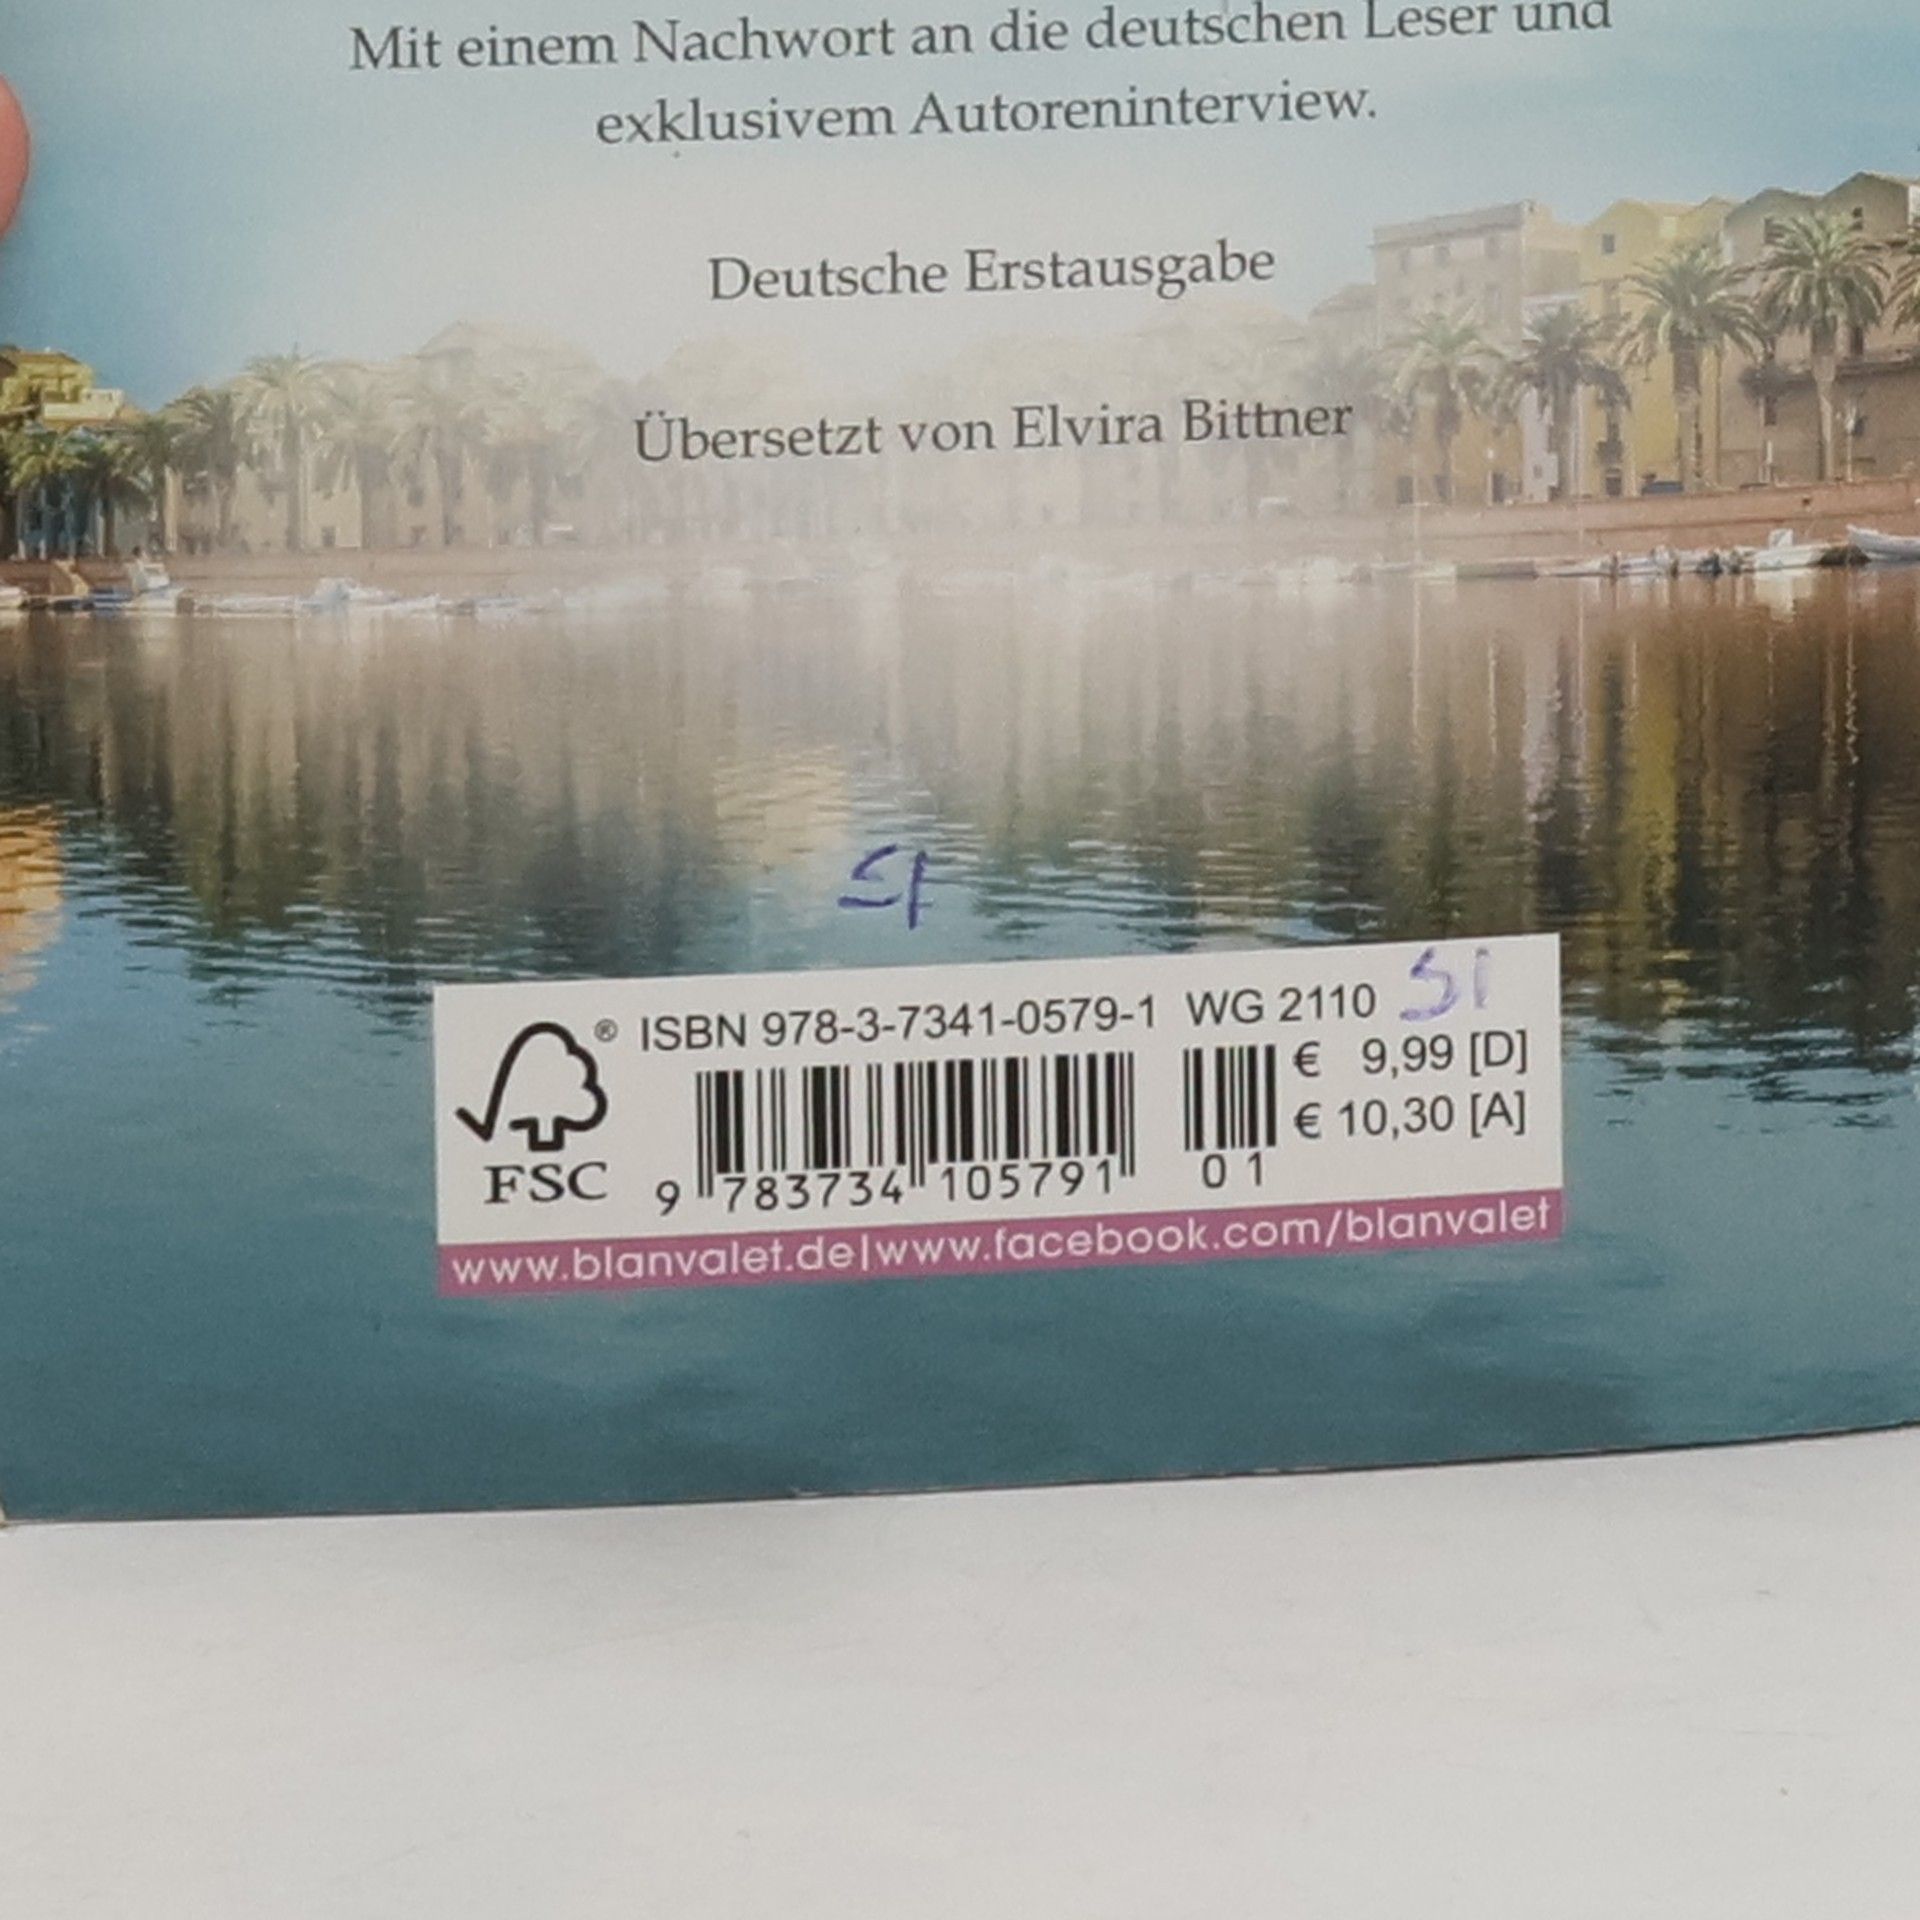 Mit einem Nachwort an die deutschen Leser und
exklusivem Autoreninterview.
Deutsche Erstausgabe
Übersetzt von Elvira Bittner
SI
® ISBN 978-3-7341-0579-1 WG 2110 SI
€ 9,99 [D]
€ 10,30 [A]
FSC 9 783734 105791 01
www.blanvalet.de|www.facebook.com/blanvalet